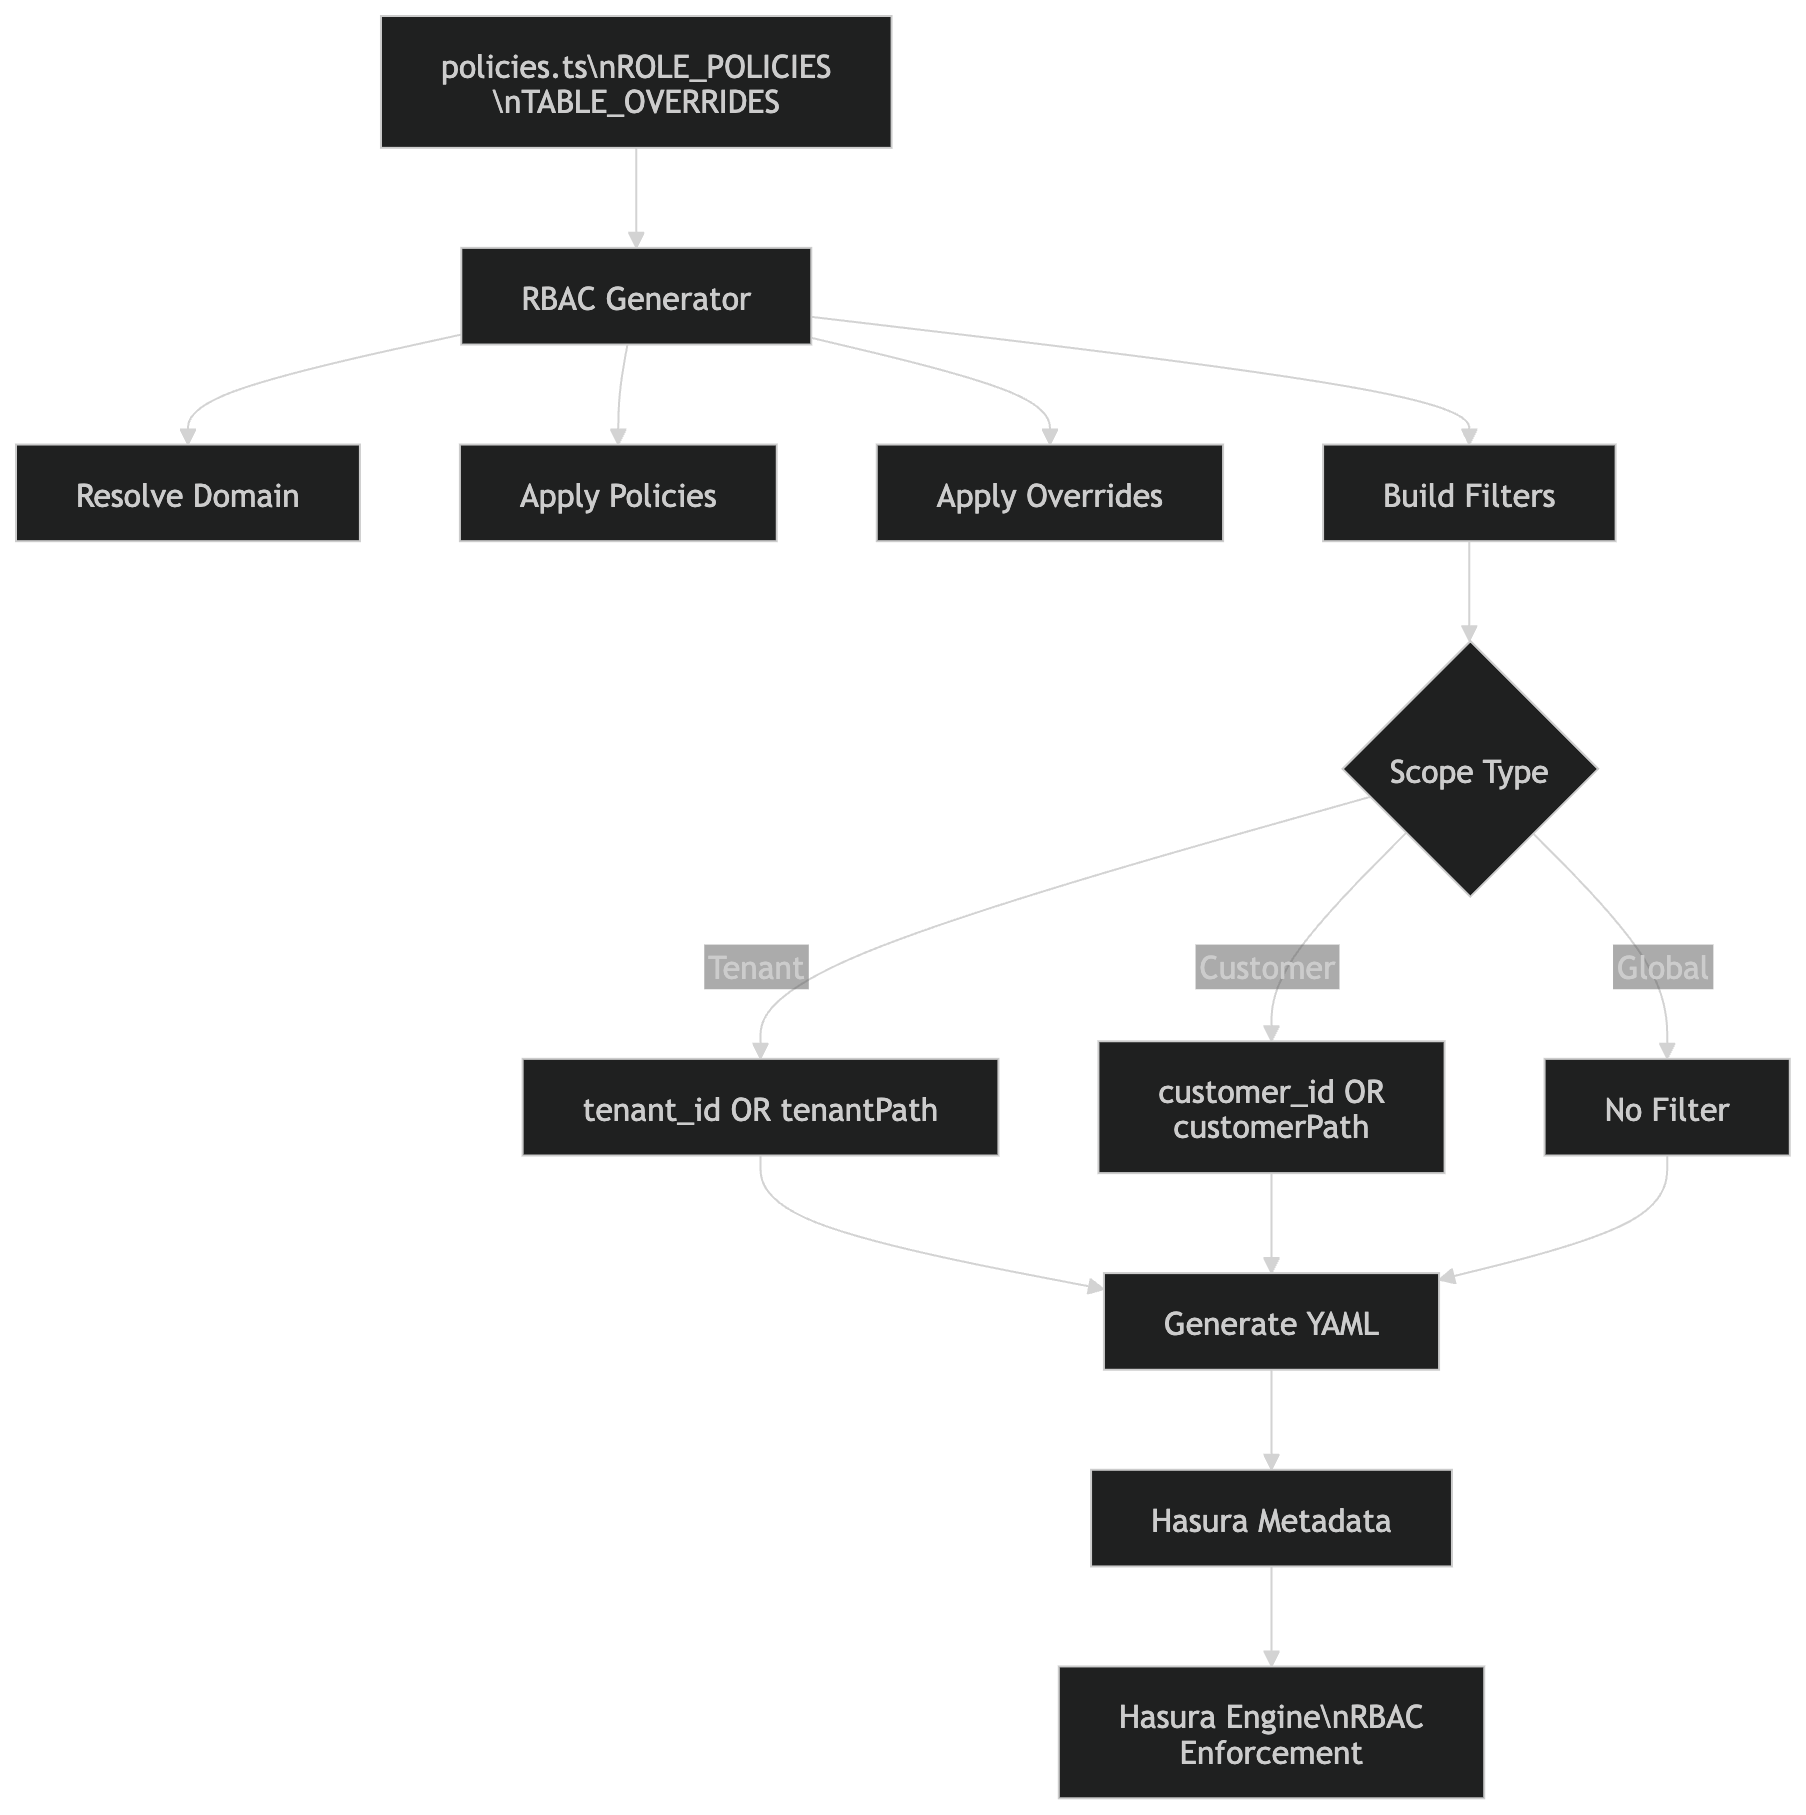 policies.ts\nROLE_POLICIES
\nTABLE_OVERRIDES
RBAC Generator
Resolve Domain
Apply Policies
Apply Overrides
Build Filters
Scope Type
Tenant
Customer
Global
tenant_id OR tenantPath
customer_id OR
customerPath
No Filter
Generate YAML
Hasura Metadata
Hasura Engine\nRBAC
Enforcement